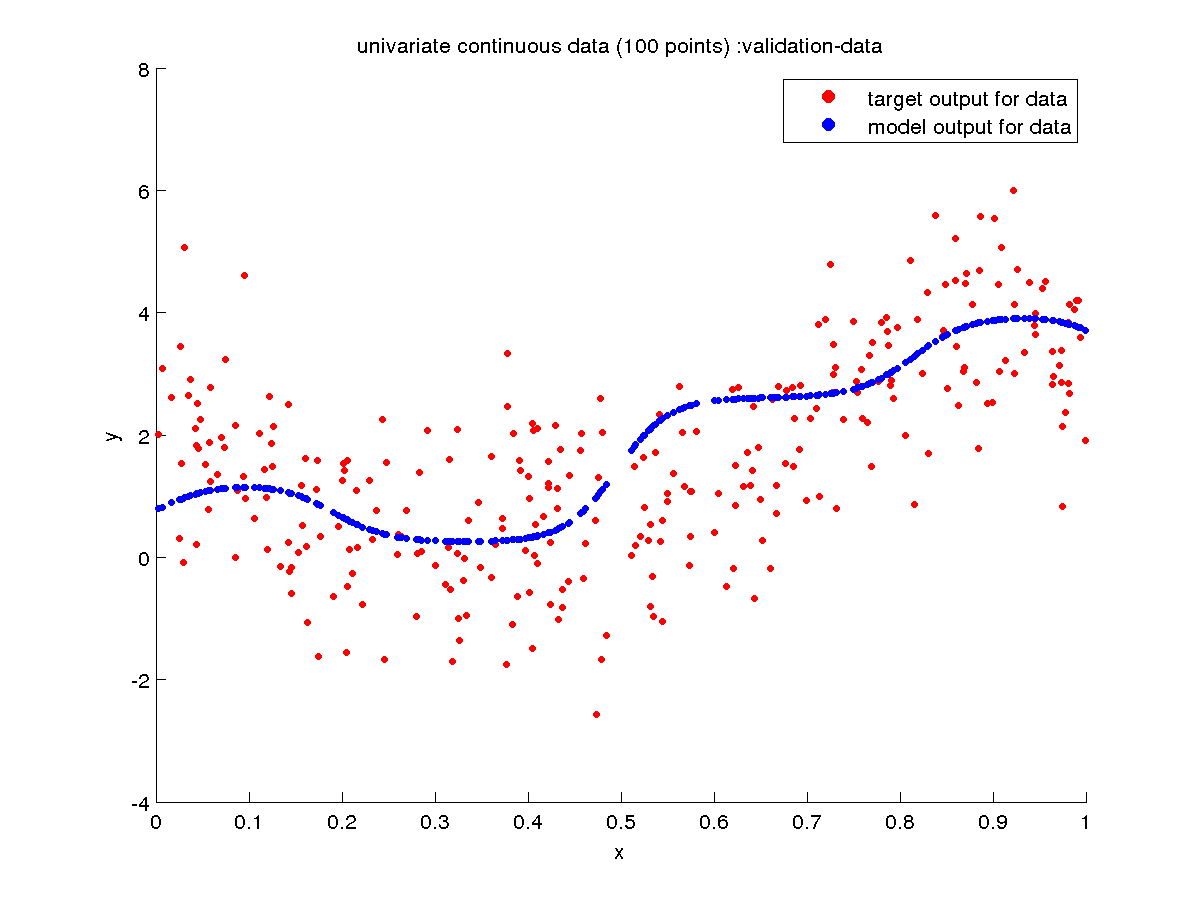 univariate continuous data (100 points) :validation-data
target output for data
model output for data
8
6
4
2
0
-2
-4
y
0 0.1 0.2 0.3 0.4 0.5 0.6 0.7 0.8 0.9 1
x